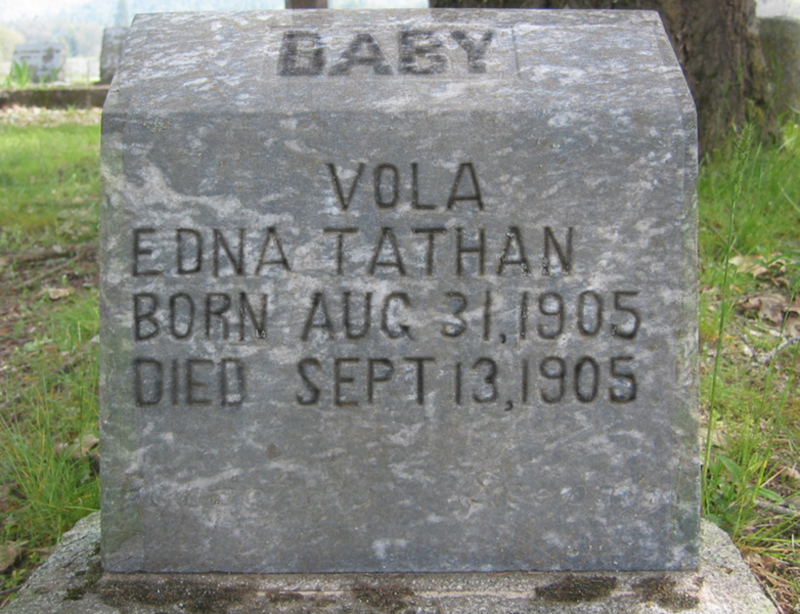 BABY
VOLA
EDNA TATHAN
BORN AUG 31, 1905
DIED SEPT 13, 1905